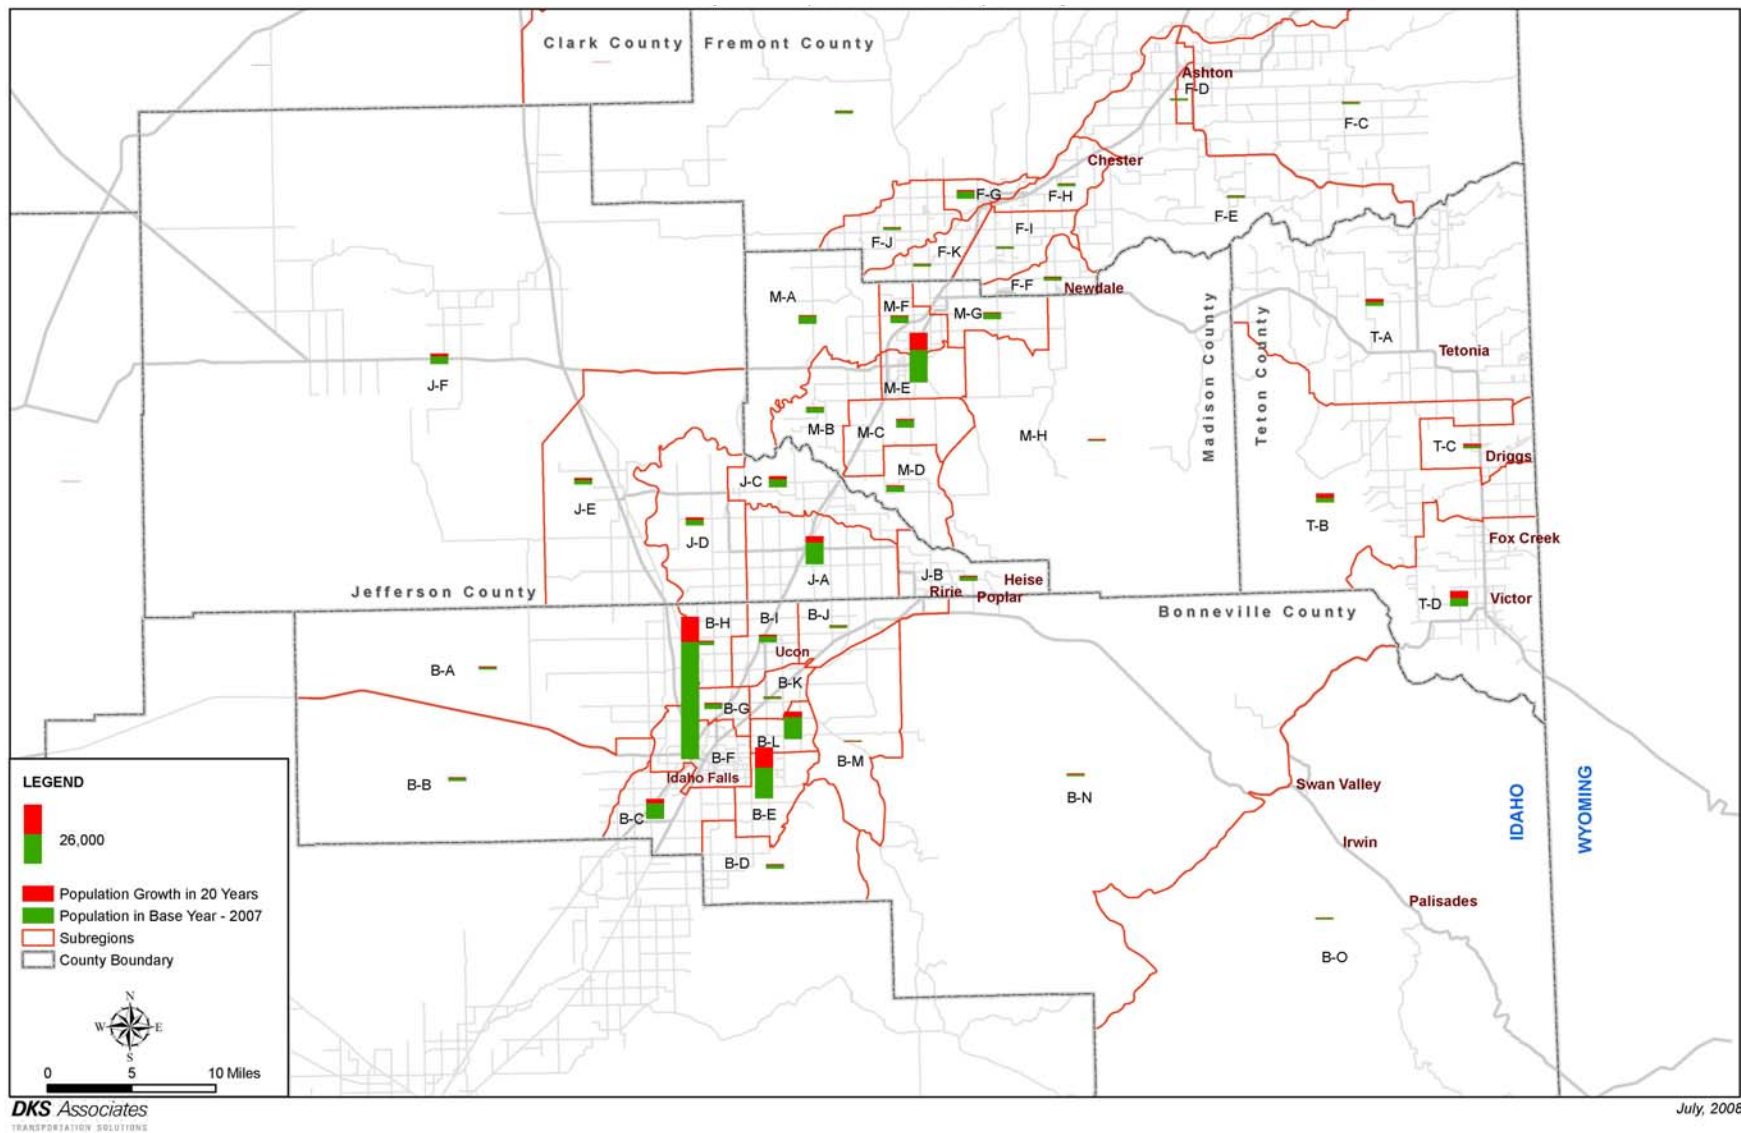 Clark County
Fremont County
Ashton
F-D
F-C
Chester
F-G
F-H
F-E
F-J
F-K
F-I
F-F
Newdale
M-A
M-F
M-G
Madison County
Teton County
T-A
Tetonia
J-F
M-E
M-B
M-C
M-H
T-C
Driggs
M-D
J-C
J-E
T-B
J-D
Fox Creek
J-A
J-B
Heise
Jefferson County
Ririe
Poplar
T-D
Victor
Bonneville County
B-H
B-I
B-J
Ucon
B-A
B-K
B-G
B-L
B-F
B-M
Idaho Falls
B-B
B-N
Swan Valley
IDAHO
WYOMING
B-C
B-E
Irwin
B-D
Palisades
B-O
LEGEND
26,000
Population Growth in 20 Years
Population in Base Year - 2007
Subregions
County Boundary
N
W E
S
0 5 10 Miles
DKS Associates
TRANSPORTATION SOLUTIONS
July, 2008